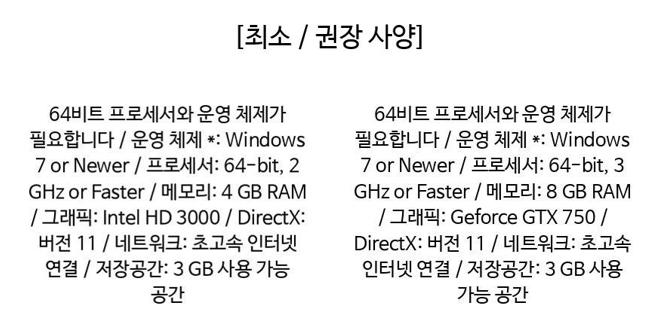 [최소 / 권장 사양]
64비트 프로세서와 운영 체제가
필요합니다 / 운영 체제 *: Windows
7 or Newer / 프로세서: 64-bit, 2
GHz or Faster / 메모리: 4 GB RAM
/ 그래픽: Intel HD 3000 / DirectX:
버전 11 / 네트워크: 초고속 인터넷
연결 / 저장공간: 3 GB 사용 가능
공간
64비트 프로세서와 운영 체제가
필요합니다 / 운영 체제 *: Windows
7 or Newer / 프로세서: 64-bit, 3
GHz or Faster / 메모리: 8 GB RAM
/ 그래픽: Geforce GTX 750 /
DirectX: 버전 11 / 네트워크: 초고속
인터넷 연결 / 저장공간: 3 GB 사용
가능 공간